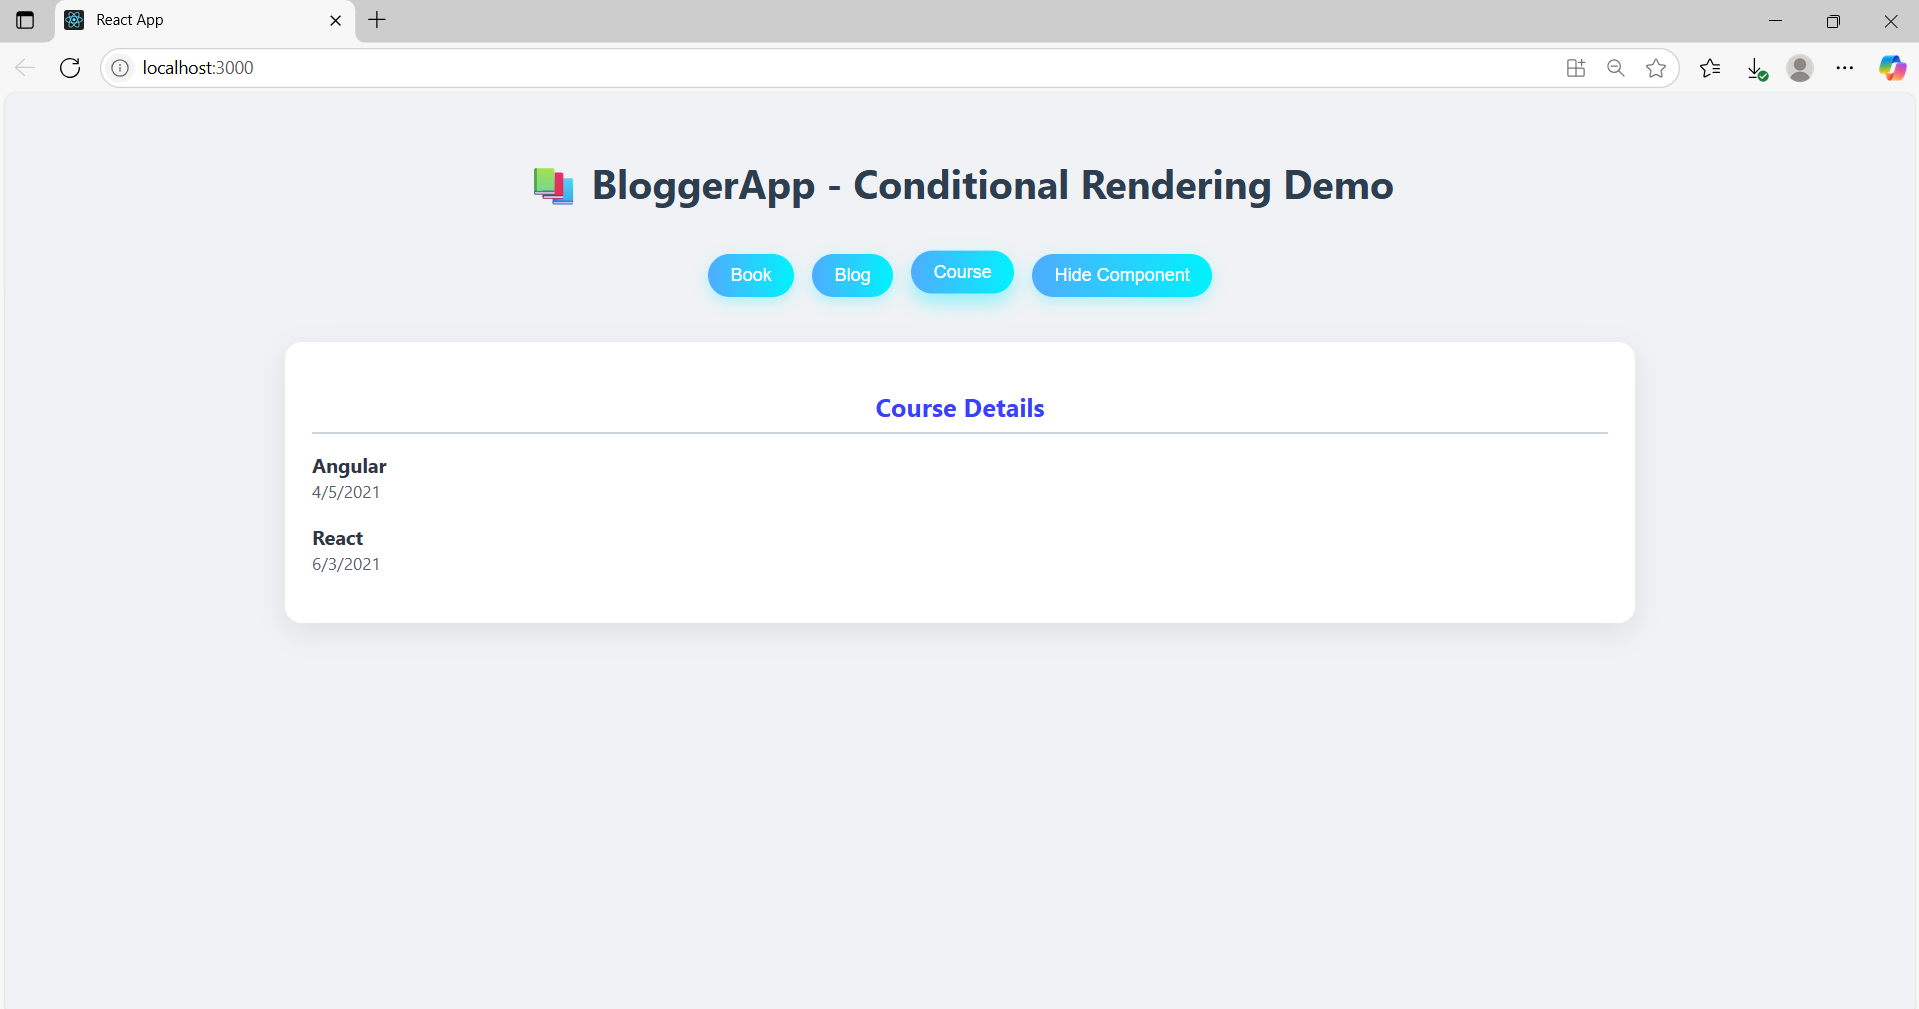 React App
localhost:3000
BloggerApp - Conditional Rendering Demo
Book Blog Course Hide Component
Course Details
Angular
4/5/2021
React
6/3/2021